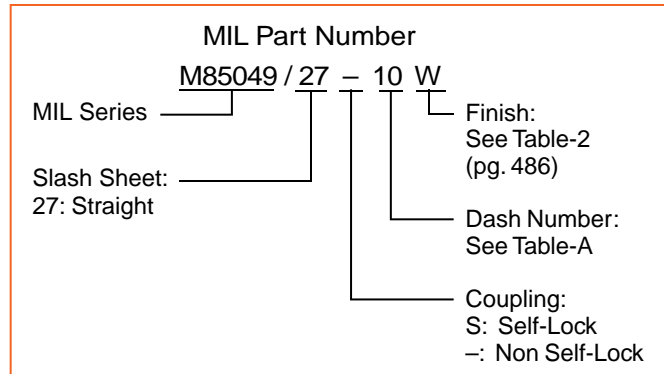 MIL Part Number
M85049 / 27 – 10 W
MIL Series
Finish:
See Table-2
(pg. 486)
Slash Sheet:
27: Straight
Dash Number:
See Table-A
Coupling:
S: Self-Lock
–: Non Self-Lock